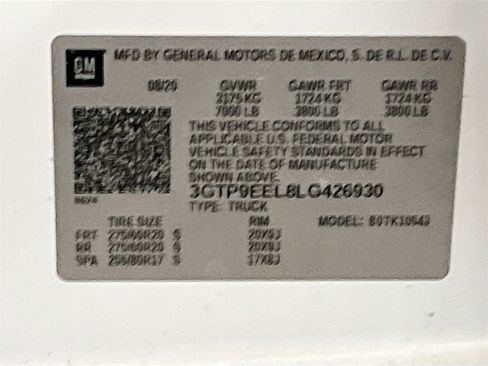 GM MFD BY GENERAL MOTORS DE MEXICO, S. DE R.L. DE C.V.
08/20 GVWR GAWR FRT GAWR RR
3175 KG 1724 KG 1724 KG
7000 LB 3800 LB 3800 LB
THIS VEHICLE CONFORMS TO ALL
APPLICABLE U.S. FEDERAL MOTOR
VEHICLE SAFETY STANDARDS IN EFFECT
ON THE DATE OF MANUFACTURE
SHOWN ABOVE.
3GTP9EEL8LG426930
TYPE: TRUCK
TIRE SIZE RIM MODEL:
FRT 275/60R20 S 20X9J
RR 275/60R20 S 20X9J
SPA S 17X8J